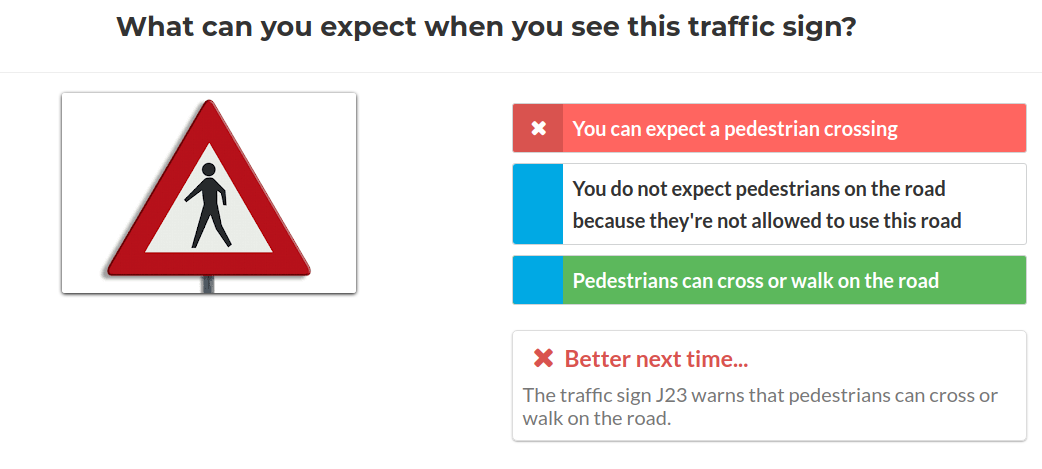 What can you expect when you see this traffic sign?
You can expect a pedestrian crossing
You do not expect pedestrians on the road
because they're not allowed to use this road
Pedestrians can cross or walk on the road
Better next time...
The traffic sign J23 warns that pedestrians can cross or
walk on the road.